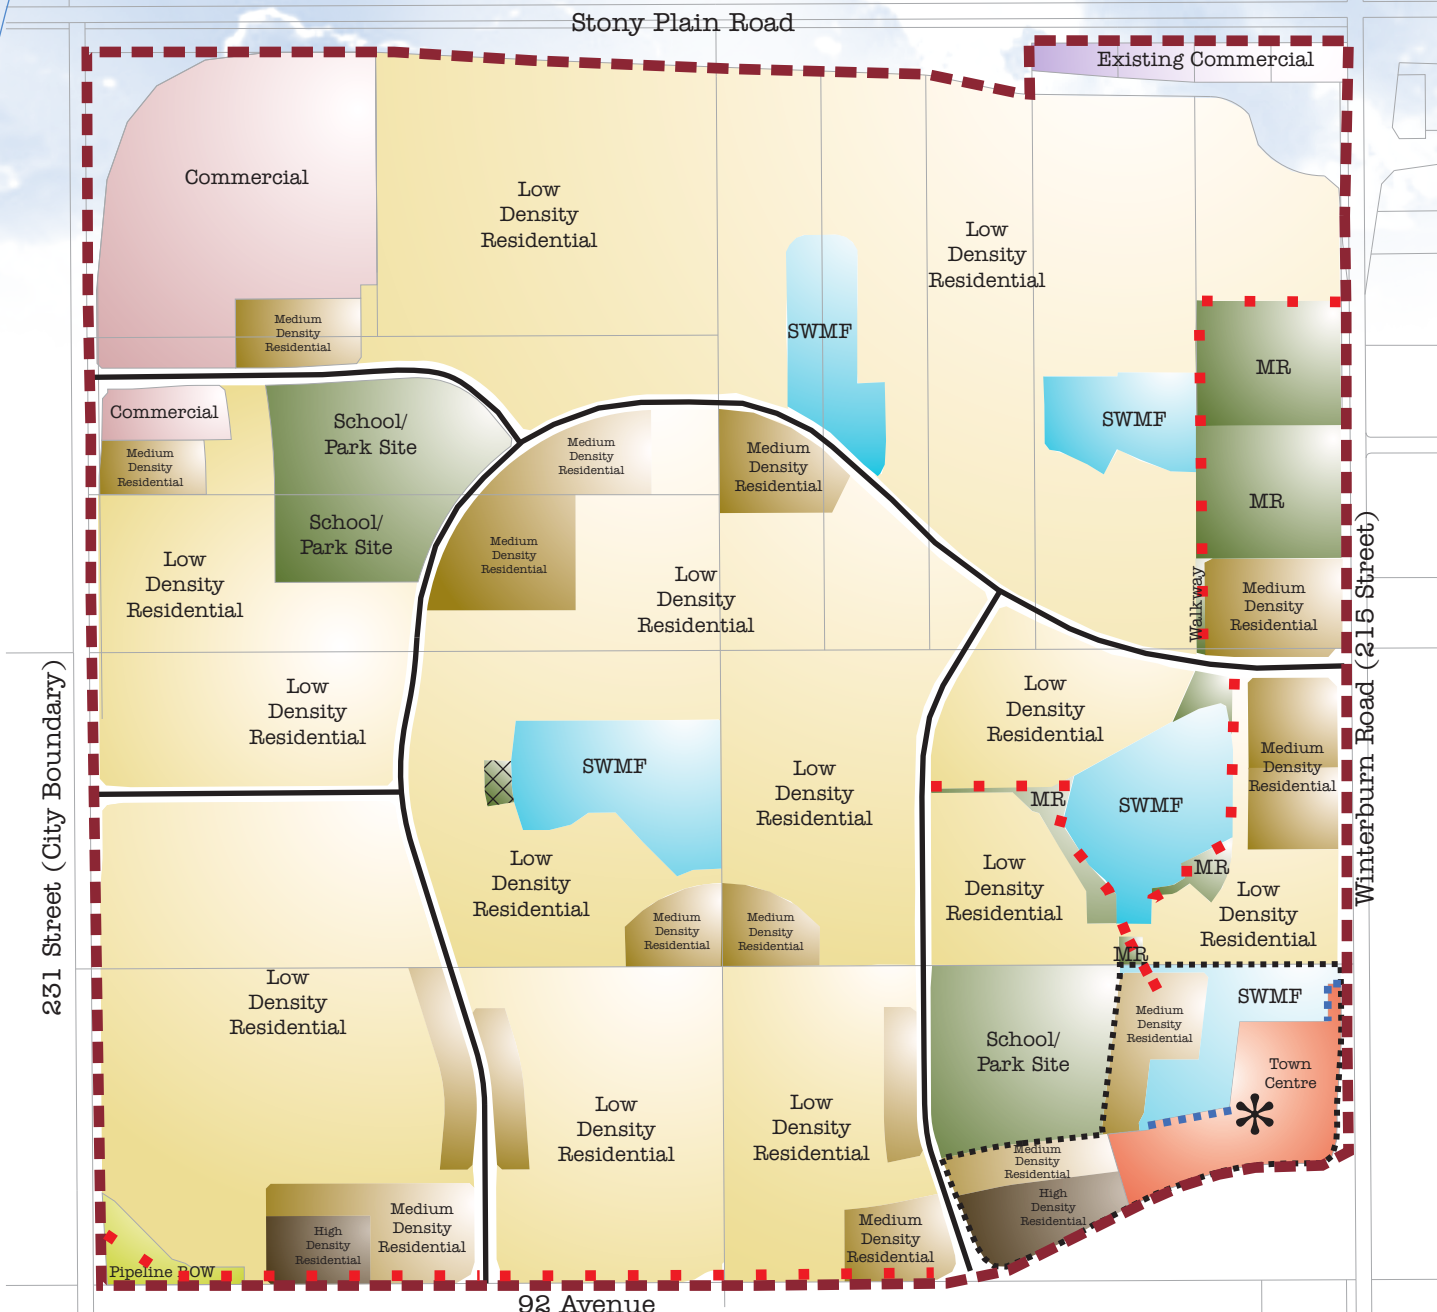 Stony Plain Road
Existing Commercial
Commercial
Low
Density
Residential
Low
Density
Residential
Medium
Density
Residential
SWMF
MR
SWMF
Commercial
School/
Park Site
Medium
Density
Residential
Medium
Density
Residential
Medium
Density
Residential
MR
School/
Park Site
Medium
Density
Residential
Low
Density
Residential
Low
Density
Residential
Walkway
Medium
Density
Residential
Winterburn Road (215 Street)
231 Street (City Boundary)
Low
Density
Residential
Low
Density
Residential
Medium
Density
Residential
SWMF
Low
Density
Residential
MR
SWMF
Low
Density
Residential
Low
Density
Residential
MR
Low
Density
Residential
Medium
Density
Residential
Medium
Density
Residential
MR
Low
Density
Residential
SWMF
Medium
Density
Residential
School/
Park Site
Town
Centre
Low
Density
Residential
Low
Density
Residential
Medium
Density
Residential
High
Density
Residential
Medium
Density
Residential
High
Density
Residential
Medium
Density
Residential
Pipeline ROW
92 Avenue